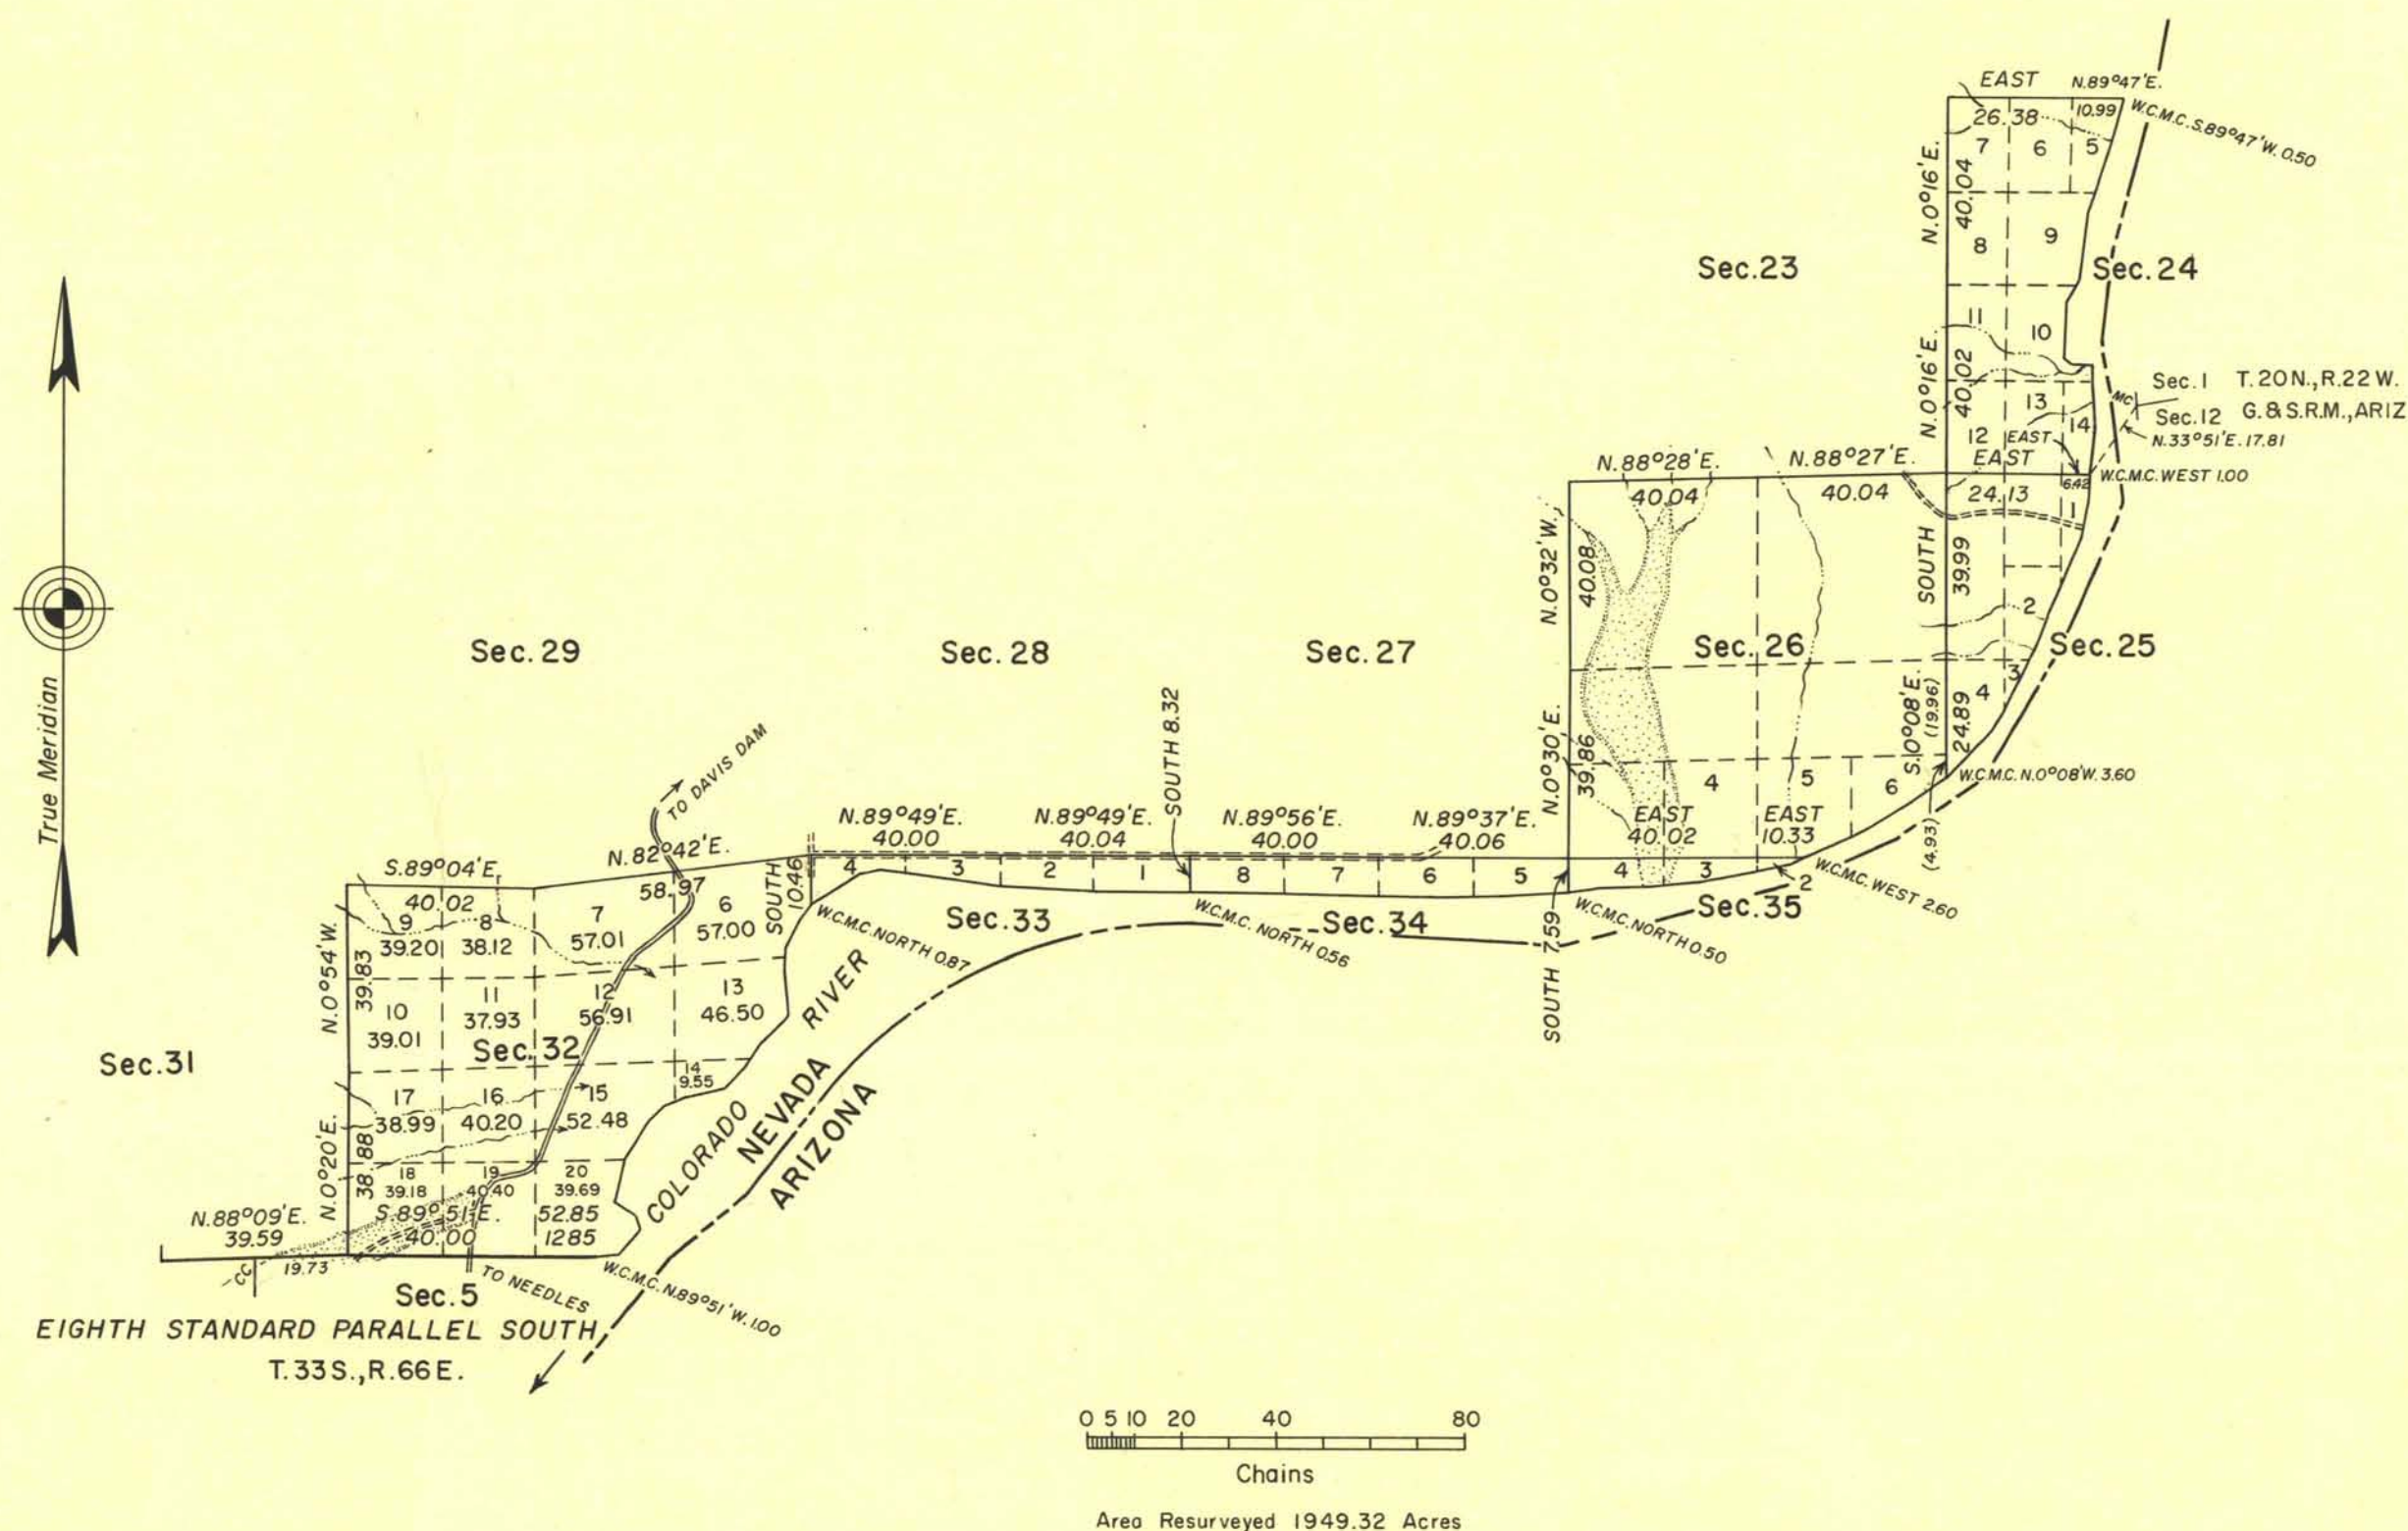 EAST N.89°47'E.
26.38 10.99 W.C.M.C. S.89°47'W. 0.50
7 6 5
N.0°16'E.
40.04
8 9
Sec.23 Sec.24
11 10
N.0°16'E.
40.02
Sec.1 T.20N.,R.22W.
MC
Sec.12 G.&S.R.M.,ARIZ
13 14
N.33°51'E. 17.81
12 EAST
N.88°28'E. N.88°27'E. EAST
W.C.M.C. WEST 1.00
40.04 40.04 24.13 6.42
1
N.0°32'W.
40.08
SOUTH
39.99
2
Sec.29 Sec.28 Sec.27 Sec.26 Sec.25
True Meridian
3
4
S.0°08'E.
(19.96)
24.89
SOUTH 8.32
N.0°30'E.
39.86
TO DAVIS DAM
4 5 6
W.C.M.C. N.0°08'W. 3.60
N.89°49'E. N.89°49'E. N.89°56'E. N.89°37'E. EAST EAST
40.00 40.04 40.00 40.06 40.02 10.33
(4.93)
S.89°04'E. N.82°42'E.
SOUTH
10.46
4 3 2 1 8 7 6 5 4 3 2
W.C.M.C. WEST 2.60
40.02 58.97
9 8 7 6
39.20 38.12 57.01 57.00
W.C.M.C. NORTH 0.87
Sec.33
W.C.M.C. NORTH 0.56
Sec.34
W.C.M.C. NORTH 0.50
Sec.35
SOUTH 7.59
N.0°54'W.
39.83
10 11 12 13
39.01 37.93 56.91 46.50
Sec.31 Sec.32
14
9.55
17 16 15
38.99 40.20 52.48
COLORADO RIVER
NEVADA
ARIZONA
N.0°20'E.
38.88
18 19 20
39.18 40.40 39.69
N.88°09'E. S.89°51'E. 52.85
39.59 40.00 1285
CC 19.73
TO NEEDLES
W.C.M.C. N.89°51'W. 1.00
Sec.5
EIGHTH STANDARD PARALLEL SOUTH
T.33S.,R.66E.
0 5 10 20 40 80
Chains
Area Resurveyed 1949.32 Acres